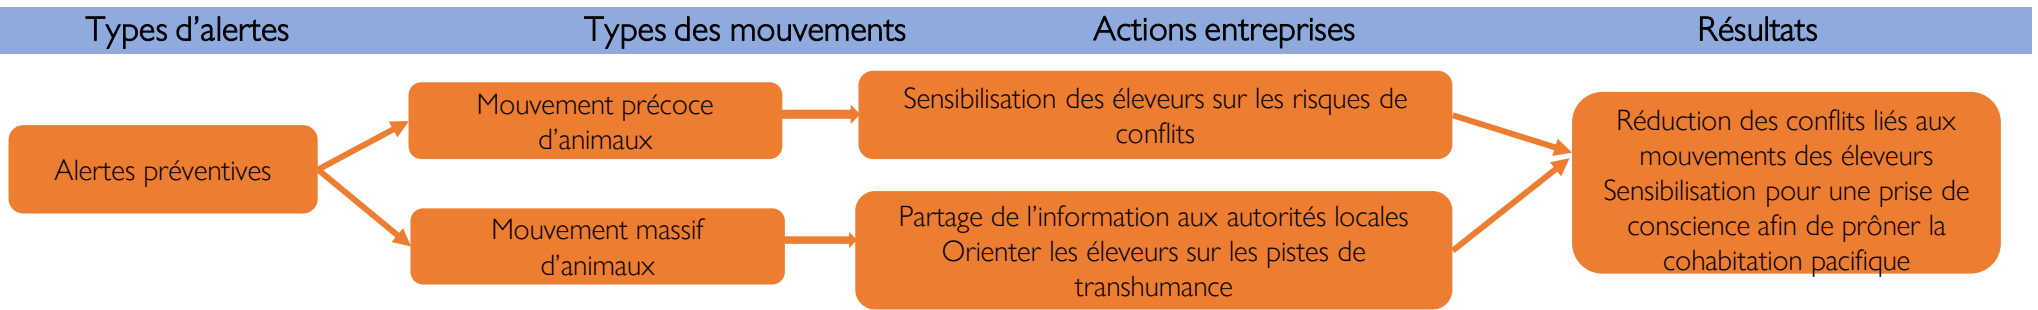 Types d'alertes
Types des mouvements
Actions entreprises
Résultats
Alertes préventives
Mouvement précoce
d'animaux
Mouvement massif
d'animaux
Sensibilisation des éleveurs sur les risques de
conflits
Partage de l'information aux autorités locales
Orienter les éleveurs sur les pistes de
transhumance
Réduction des conflits liés aux
mouvements des éleveurs
Sensibilisation pour une prise de
conscience afin de prôner la
cohabitation pacifique